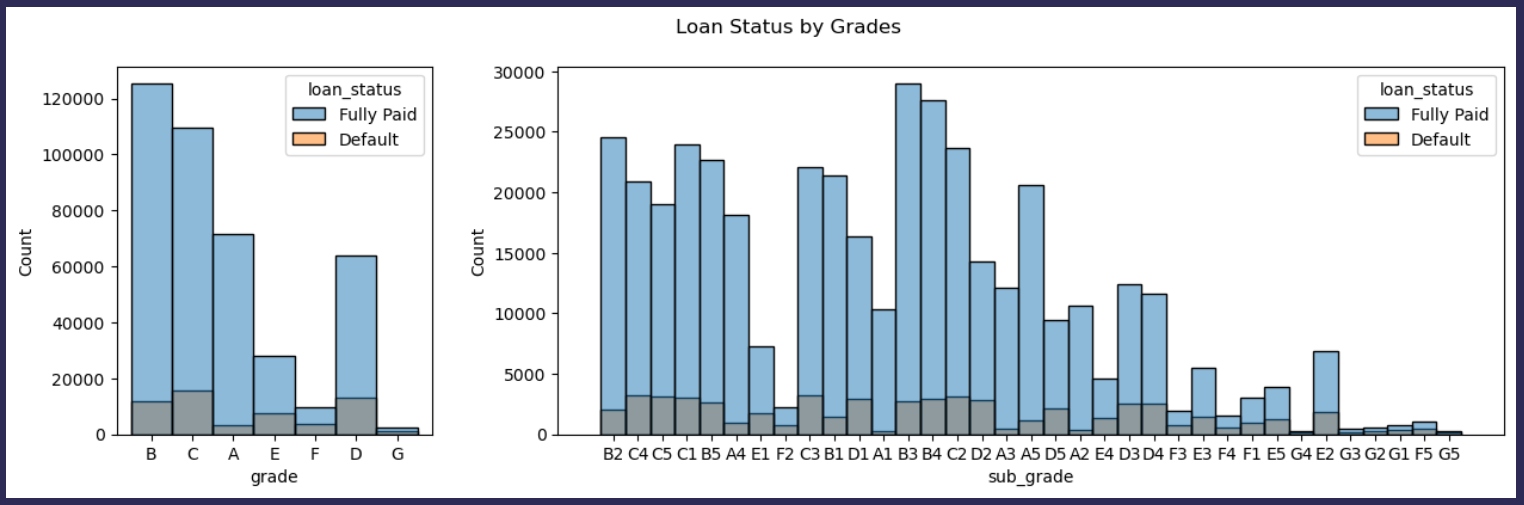 Loan Status by Grades
120000
100000
80000
60000
40000
20000
0
Count
loan_status
Fully Paid
Default
B C A E F D G
grade
30000
25000
20000
15000
10000
5000
0
Count
loan_status
Fully Paid
Default
B2 C4 C5 C1 B5 A4 E1 F2 C3 B1 D1 A1 B3 B4 C2 D2 A3 A5 D5 A2 E4 D3 D4 F3 E3 F4 F1 E5 G4 E2 G3 G2 G1 F5 G5
sub_grade